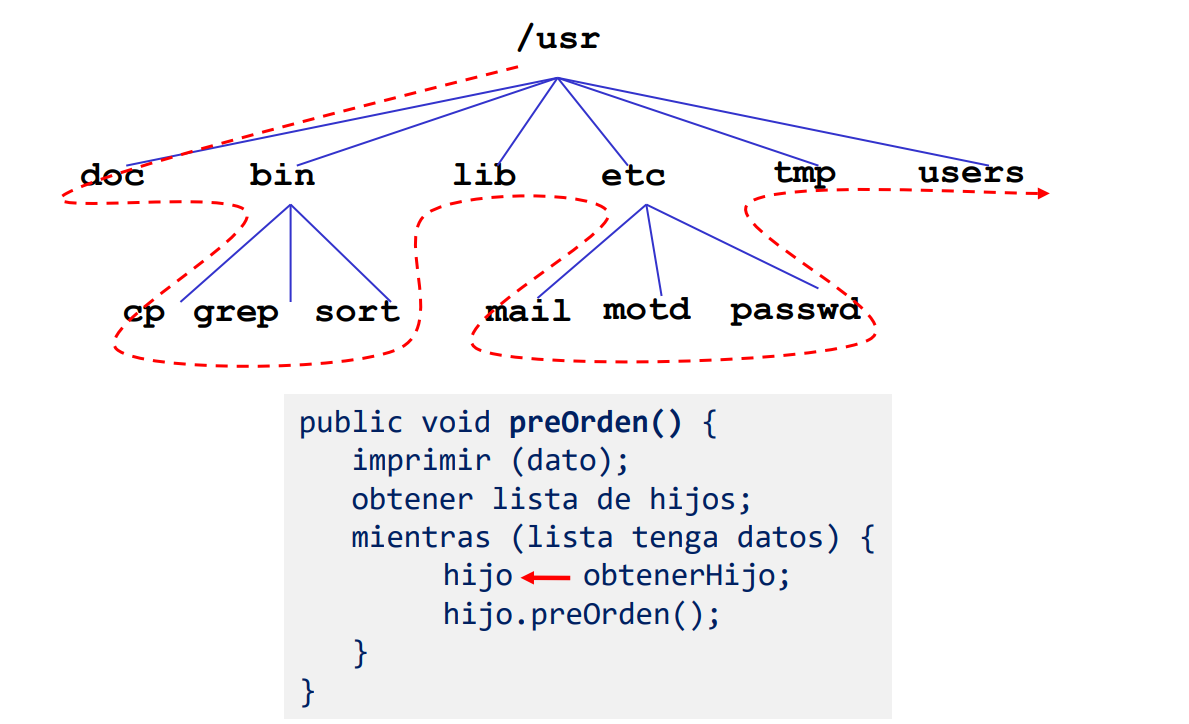 /usr
doc bin lib etc tmp users
cp grep sort mail motd passwd
public void preOrden() {
imprimir (dato);
obtener lista de hijos;
mientras (lista tenga datos) {
hijo obtenerHijo;
hijo.preOrden();
}
}